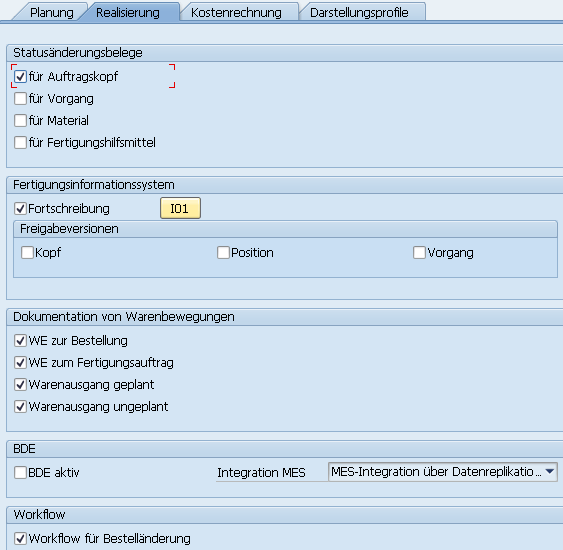 Planung Realisierung Kostenrechnung Darstellungsprofile
Statusänderungsbelege
für Auftragskopf
für Vorgang
für Material
für Fertigungshilfsmittel
Fertigungsinformationssystem
Fortschreibung I01
Freigabeversionen
Kopf Position Vorgang
Dokumentation von Warenbewegungen
WE zur Bestellung
WE zum Fertigungsauftrag
Warenausgang geplant
Warenausgang ungeplant
BDE
BDE aktiv Integration MES MES-Integration über Datenreplikatio...
Workflow
Workflow für Bestelländerung